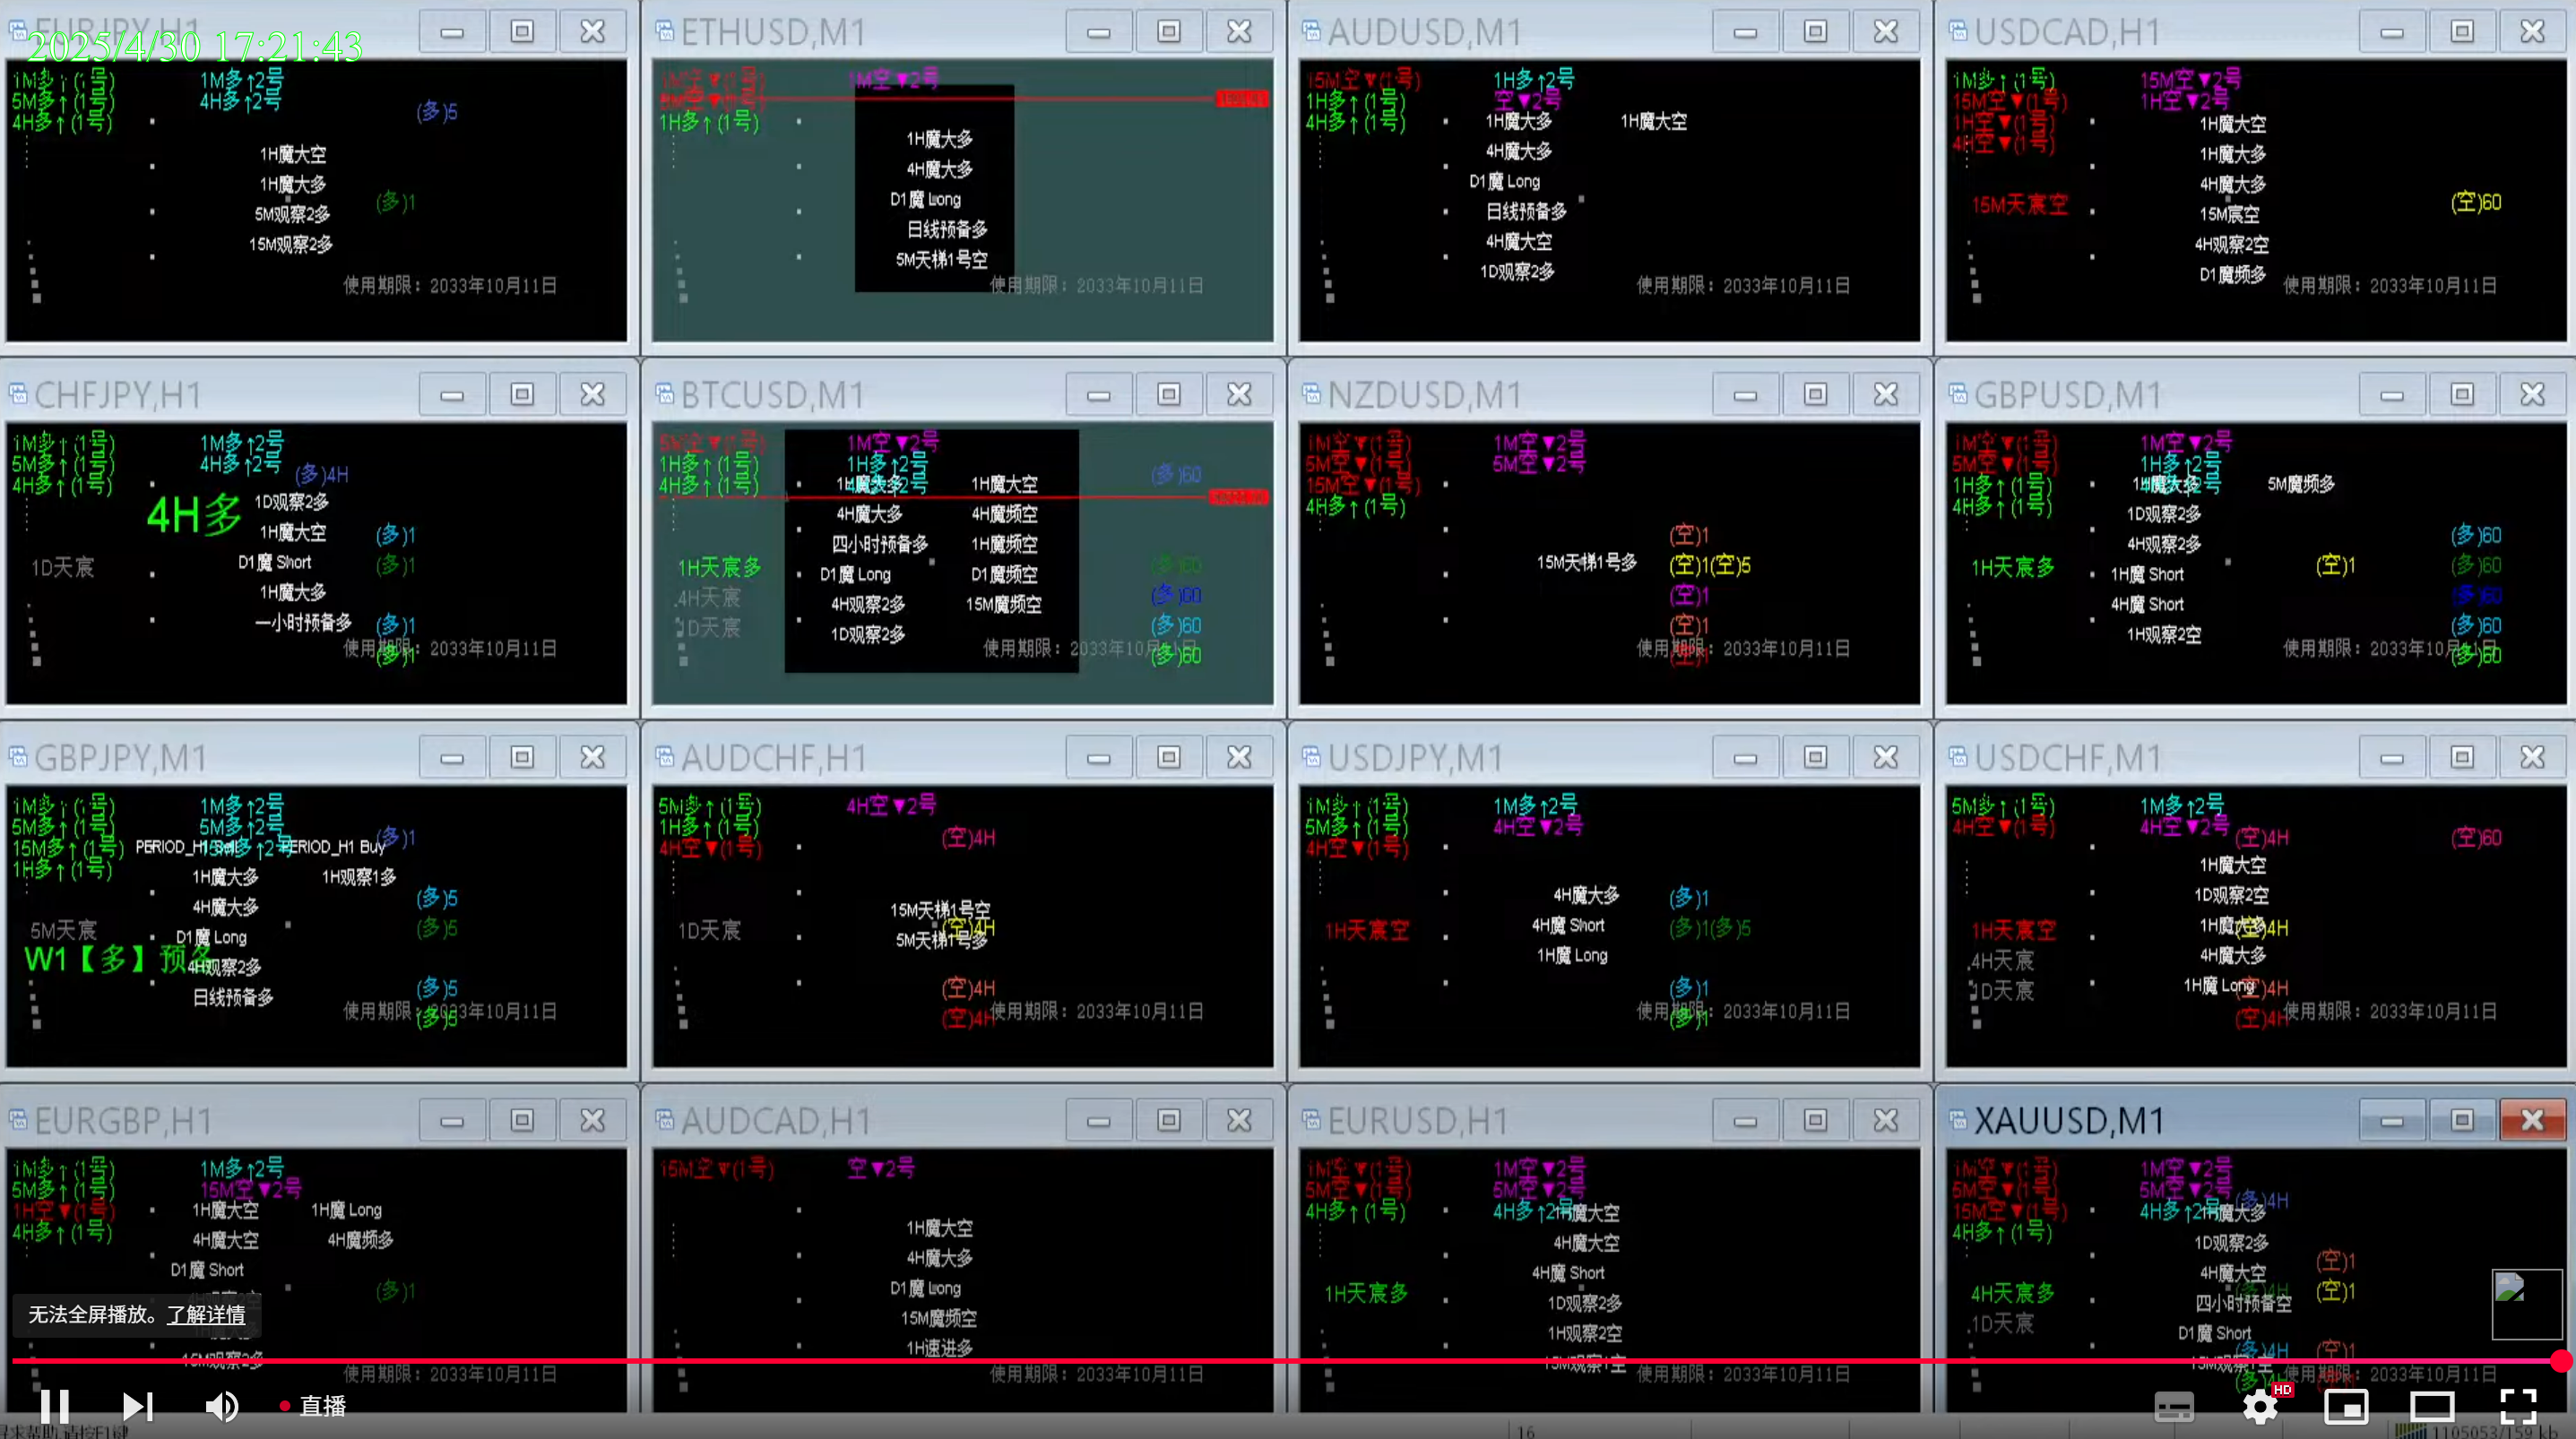 EURJPY,H1
2025/4/30 17:21:43
1M多↑(1号)
5M多↑(1号)
4H多↑(1号)
1M多↑2号
4H多↑2号
(多)5
1H魔大空
1H魔大多
5M观察2多
(多)1
15M观察2多
使用期限：2033年10月11日
ETHUSD,M1
1M空▼2号
1H多↑(1号)
1H魔大多
4H魔大多
D1魔 Long
日线预备多
5M天梯1号空
使用期限：2033年10月11日
AUDUSD,M1
15M空▼(1号)
1H多↑(1号)
4H多↑(1号)
1H多↑2号
空▼2号
1H魔大多
1H魔大空
4H魔大多
D1魔 Long
日线预备多
4H魔大空
1D观察2多
使用期限：2033年10月11日
USDCAD,H1
1M多↑(1号)
15M空▼(1号)
1H空▼(1号)
4H空▼(1号)
15M空▼2号
1H空▼2号
1H魔大空
1H魔大多
4H魔大多
15M天宸空
15M宸空
(空)60
4H观察2空
D1魔频多
使用期限：2033年10月11日
CHFJPY,H1
1M多↑(1号)
5M多↑(1号)
4H多↑(1号)
1M多↑2号
4H多↑2号
(多)4H
4H多
1D观察2多
1H魔大空
(多)1
1D天宸
D1魔 Short
(多)1
1H魔大多
一小时预备多
(多)1
(多)1
使用期限：2033年10月11日
BTCUSD,M1
5M空▼(1号)
1H多↑(1号)
4H多↑(1号)
1M空▼2号
1H多↑2号
(多)60
1H魔大多
1H魔大空
4H魔大多
4H魔频空
四小时预备多
1H魔频空
1H天宸多
D1魔 Long
D1魔频空
(多)60
4H天宸
4H观察2多
15M魔频空
(多)60
1D天宸
1D观察2多
(多)60
(多)60
使用期限：2033年10月11日
NZDUSD,M1
1M空▼(1号)
5M空▼(1号)
15M空▼(1号)
4H多↑(1号)
1M空▼2号
5M空▼2号
(空)1
15M天梯1号多
(空)1(空)5
(空)1
(空)1
使用期限：2033年10月11日
GBPUSD,M1
1M空▼(1号)
5M空▼(1号)
1H多↑(1号)
4H多↑(1号)
1M空▼2号
1H多↑2号
1H魔大多
5M魔频多
1D观察2多
4H观察2多
(多)60
1H天宸多
1H魔 Short
(空)1
(多)60
4H魔 Short
(多)60
1H观察2空
(多)60
(多)60
使用期限：2033年10月11日
GBPJPY,M1
1M多↑(1号)
5M多↑(1号)
15M多↑(1号)
1H多↑(1号)
1M多↑2号
5M多↑2号
15M多↑2号
(多)1
PERIOD_H1 Buy
1H魔大多
1H观察1多
4H魔大多
(多)5
5M天宸
D1魔 Long
(多)5
W1【多】预备
4H观察2多
日线预备多
(多)5
(多)5
使用期限：2033年10月11日
AUDCHF,H1
5M多↑(1号)
1H多↑(1号)
4H空▼(1号)
4H空▼2号
(空)4H
15M天梯1号空
1D天宸
(空)4H
5M天梯1号多
(空)4H
(空)4H
使用期限：2033年10月11日
USDJPY,M1
1M多↑(1号)
5M多↑(1号)
4H空▼(1号)
1M多↑2号
4H空▼2号
4H魔大多
(多)1
1H天宸空
4H魔 Short
(多)1(多)5
1H魔 Long
(多)1
(多)1
使用期限：2033年10月11日
USDCHF,M1
5M多↑(1号)
4H空▼(1号)
1M多↑2号
4H空▼2号
(空)4H
(空)60
1H魔大空
1D观察2空
1H天宸空
1H魔大多
(空)4H
4H天宸
4H魔大多
1D天宸
1H魔 Long
(空)4H
(空)4H
使用期限：2033年10月11日
EURGBP,H1
1M多↑(1号)
5M多↑(1号)
1H空▼(1号)
4H多↑(1号)
1M多↑2号
15M空▼2号
1H魔大空
1H魔 Long
4H魔大空
4H魔频多
D1魔 Short
(多)1
15M观察2多
使用期限：2033年10月11日
AUDCAD,H1
15M空▼(1号)
空▼2号
1H魔大空
4H魔大多
D1魔 Long
15M魔频空
1H速进多
使用期限：2033年10月11日
EURUSD,H1
1M空▼(1号)
5M空▼(1号)
4H多↑(1号)
1M空▼2号
5M空▼2号
4H多↑2号
1H魔大空
4H魔大空
4H魔 Short
1H天宸多
1D观察2多
1H观察2空
15M观察1空
使用期限：2033年10月11日
XAUUSD,M1
1M空▼(1号)
5M空▼(1号)
15M空▼(1号)
4H多↑(1号)
1M空▼2号
5M空▼2号
4H多↑2号
(多)4H
1H魔大多
1D观察2多
4H魔大空
(空)1
4H天宸多
四小时预备空
(空)1
1D天宸
D1魔 Short
(多)4H
(空)1
15M观察1空
使用期限：2033年10月11日
无法全屏播放。了解详情
直播
HD
16
1105053/159 kb